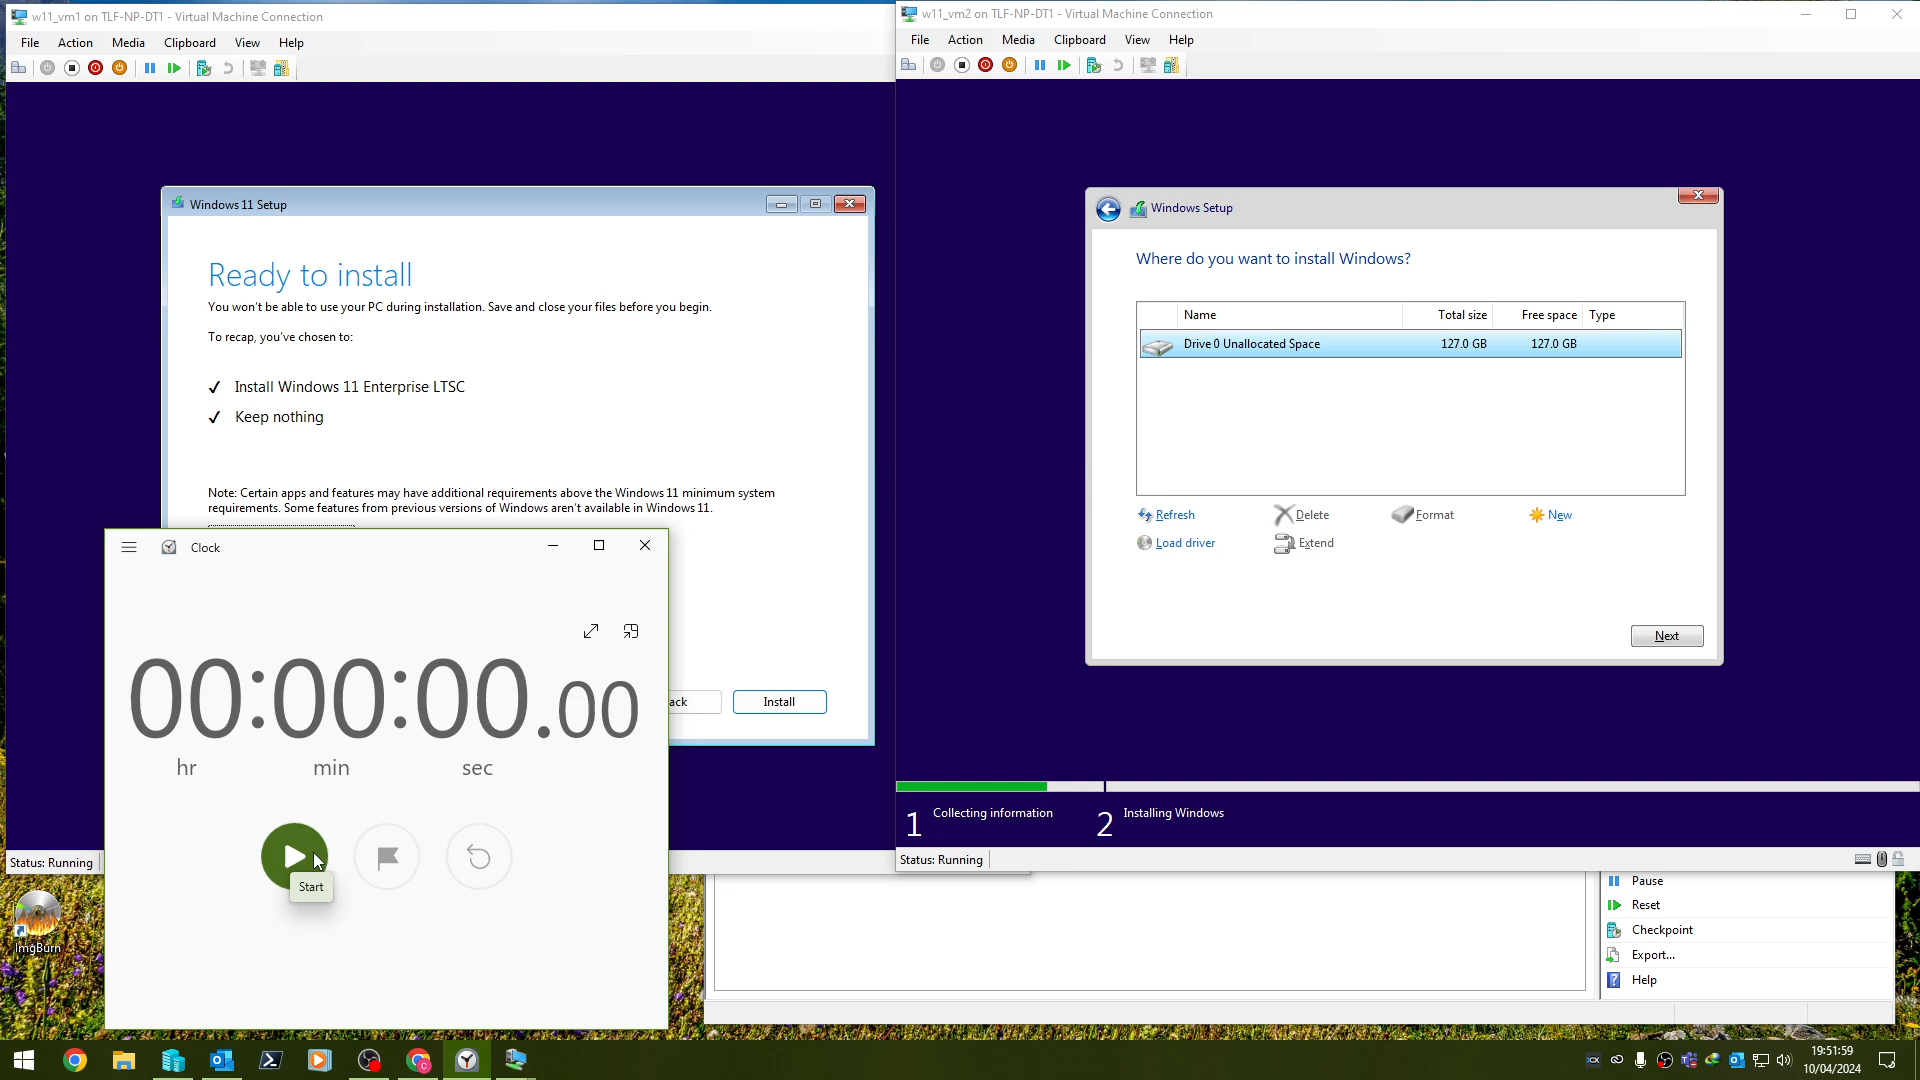 w11_vm1 on TLF-NP-DT1 - Virtual Machine Connection
File Action Media Clipboard View Help
Windows 11 Setup
Ready to install
You won't be able to use your PC during installation. Save and close your files before you begin.
To recap, you've chosen to:
✓ Install Windows 11 Enterprise LTSC
✓ Keep nothing
Note: Certain apps and features may have additional requirements above the Windows 11 minimum system
requirements. Some features from previous versions of Windows aren't available in Windows 11.
ack Install
Status: Running
Clock
00:00:00.00
hr min sec
Start
ImgBurn
w11_vm2 on TLF-NP-DT1 - Virtual Machine Connection
File Action Media Clipboard View Help
Windows Setup
Where do you want to install Windows?
Name Total size Free space Type
Drive 0 Unallocated Space 127.0 GB 127.0 GB
Refresh Delete Format New
Load driver Extend
Next
1 Collecting information 2 Installing Windows
Status: Running
Pause
Reset
Checkpoint
Export...
Help
19:51:59
10/04/2024